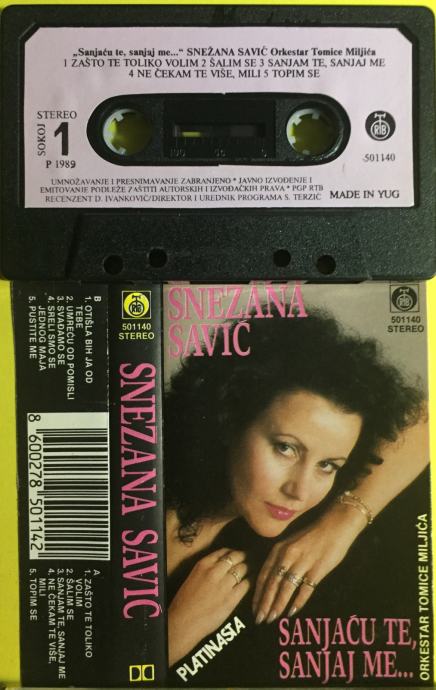 „Sanjaću te, sanjaj me...“ SNEŽANA SAVIĆ Orkestar Tomice Miljića
1 ZAŠTO TE TOLIKO VOLIM 2 ŠALIM SE 3 SANJAM TE, SANJAJ ME
4 NE ČEKAM TE VIŠE, MILI 5 TOPIM SE
STEREO
1
P 1989
SOKOJ
RTB
501140
100 50 0
UMNOŽAVANJE I PRESNIMAVANJE ZABRANJENO * JAVNO IZVOĐENJE I
EMITOVANJE PODLEŽE ZAŠTITI AUTORSKIH I IZVOĐAČKIH PRAVA * PGP RTB
RECENZENT D. IVANKOVIĆ/DIREKTOR I UREDNIK PROGRAMA S. TERZIĆ
MADE IN YUG
B
1. OTIŠLA BIH JA OD
TEBE
2. UMREĆU OD POMISLI
3. SVAĐAMO SE
4. SRELI SMO SE
JEDNOG MAJA
5. PUSTITE ME
8 600278 501142
A
1. ZAŠTO TE TOLIKO
VOLIM
2. ŠALIM SE
3. SANJAM TE, SANJAJ ME
4. NE ČEKAM TE VIŠE,
MILI
5. TOPIM SE
RTB
501140
STEREO
SNEŽANA SAVIĆ
SNEŽANA
SAVIĆ
RTB
501140
STEREO
PLATINASTA
SANJAĆU TE,
SANJAJ ME...
ORKESTAR TOMICE MILJIĆA